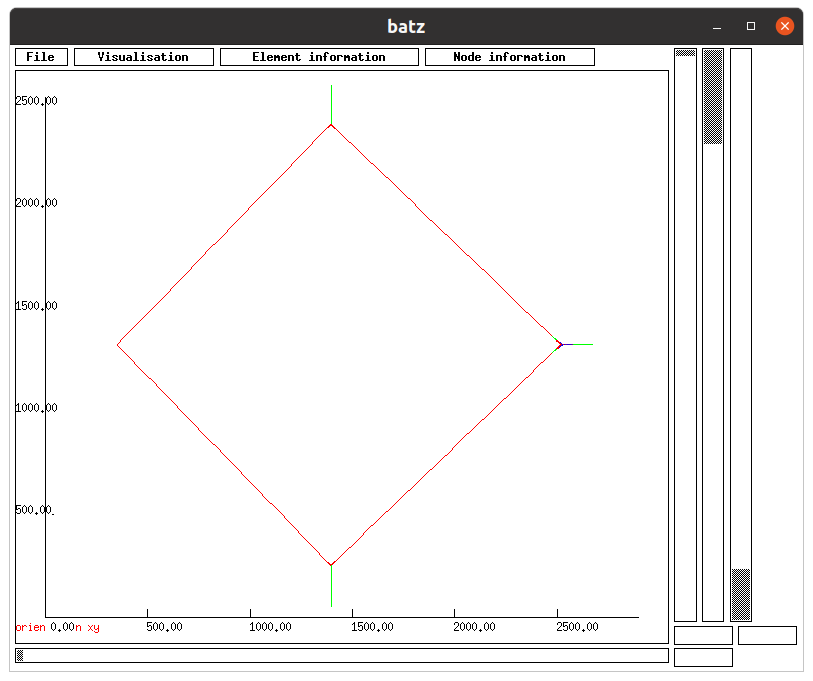 batz
File Visualisation Element information Node information
2500.00
2000.00
1500.00
1000.00
500.00
orien 0.00n xy 500.00 1000.00 1500.00 2000.00 2500.00